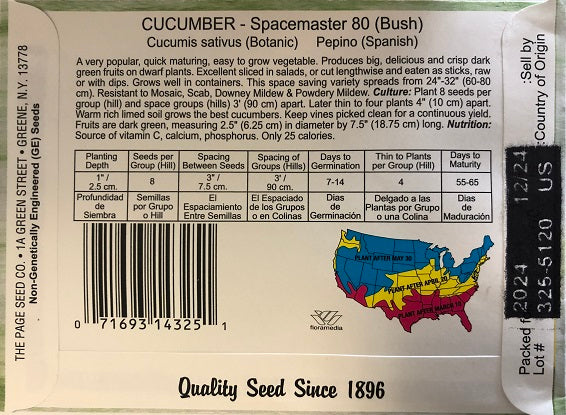 CUCUMBER - Spacemaster 80 (Bush)
Cucumis sativus (Botanic) Pepino (Spanish)
A very popular, quick maturing, easy to grow vegetable. Produces big, delicious and crisp dark
green fruits on dwarf plants. Excellent sliced in salads, or cut lengthwise and eaten as sticks, raw
or with dips. Grows well in containers. This space saving variety spreads from 24"-32" (60-80
cm). Resistant to Mosaic, Scab, Downey Mildew & Powdery Mildew. Culture: Plant 8 seeds per
group (hill) and space groups (hills) 3' (90 cm) apart. Later thin to four plants 4" (10 cm) apart.
Warm rich limed soil grows the best cucumbers. Keep vines picked clean for a continuous yield.
Fruits are dark green, measuring 2.5" (6.25 cm) in diameter by 7.5" (18.75 cm) long. Nutrition:
Source of vitamin C, calcium, phosphorus. Only 25 calories.
Planting Depth
Seeds per Group (Hill)
Spacing Between Seeds
Spacing of Groups (Hills)
Days to Germination
Thin to Plants per Group (Hill)
Days to Maturity
1"/ 2.5 cm.
8
3"/ 7.5 cm.
3'/ 90 cm.
7-14
4
55-65
Profundidad de Siembra
Semillas por Grupo o Hill
El Espaciamiento Entre Semillas
El Espaciado de los Grupos o en Colinas
Dias de Germinación
Delgado a las Plantas por Grupo o una Colina
Dias de Maduración
PLANT AFTER MAY 30
PLANT AFTER APRIL 20
PLANT AFTER MARCH 10
0 71693 14325 1
floramedia
Quality Seed Since 1896
THE PAGE SEED CO. • 1A GREEN STREET • GREENE, N.Y. 13778
Non-Genetically Engineered (GE) Seeds
Packed f
2024
12/24
:Sell by
Lot #
325-5120
US
:Country of Origin